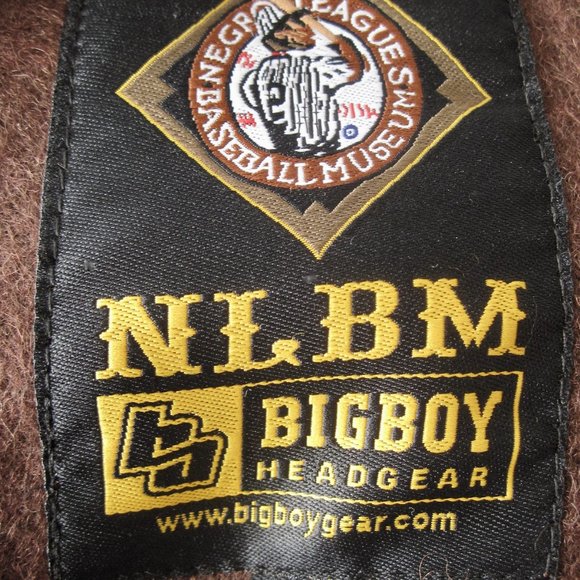 NEGRO LEAGUES
BASEBALL MUSEUM
NLBM
BIGBOY
HEADGEAR
www.bigboygear.com